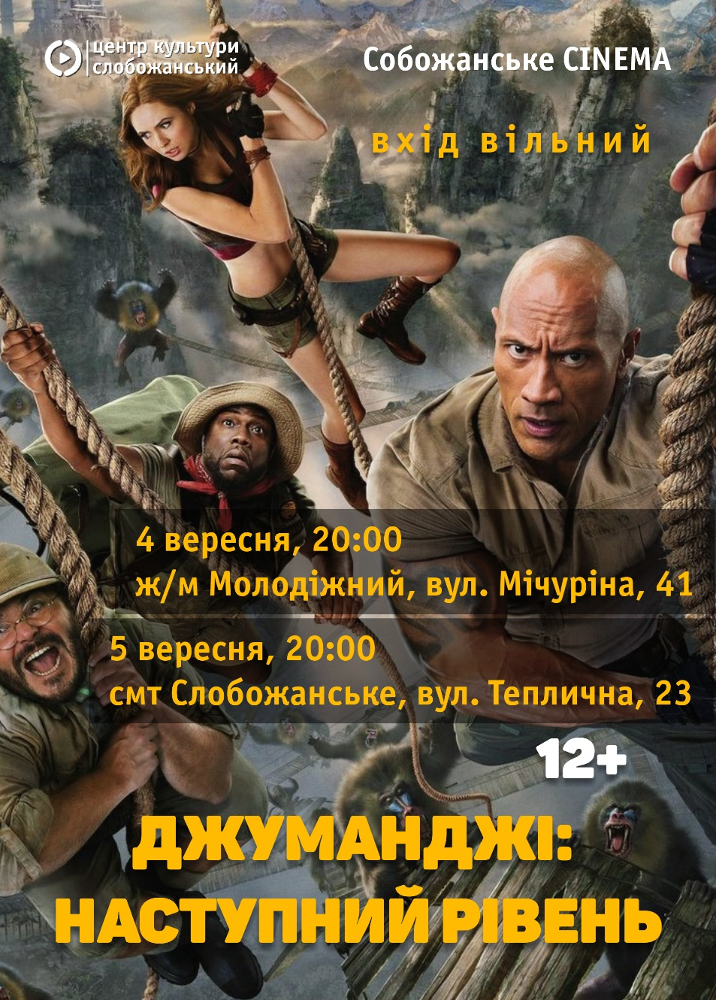 центр культури
слобожанський
Собожанське CINEMA
вхід вільний
4 вересня, 20:00
ж/м Молодіжний, вул. Мічуріна, 41
5 вересня, 20:00
смт Слобожанське, вул. Теплична, 23
12+
ДЖУМАНДЖІ:
НАСТУПНИЙ РІВЕНЬ